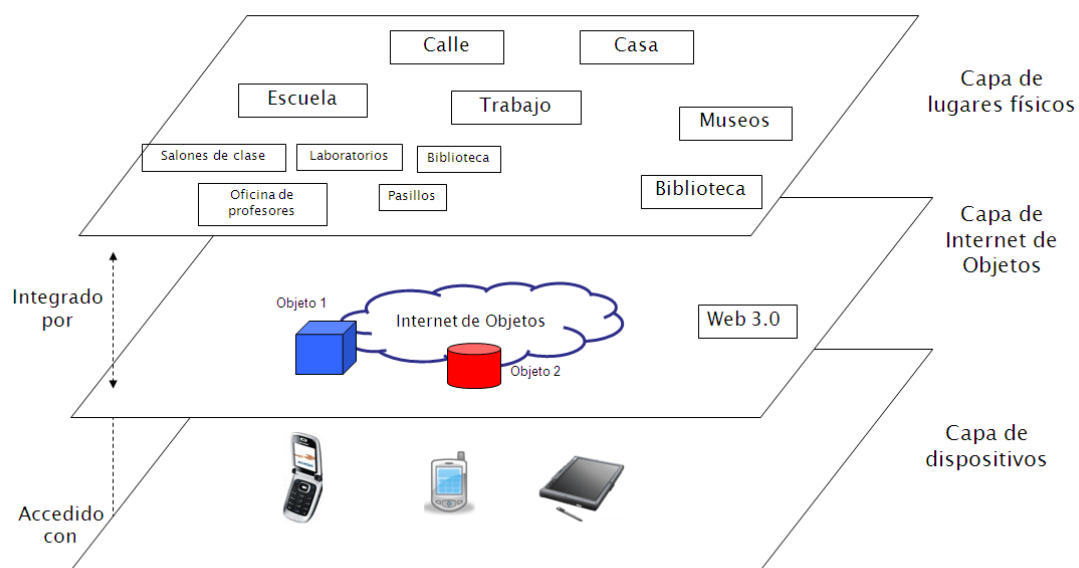 Calle
Casa
Capa de
lugares físicos
Escuela
Trabajo
Museos
Salones de clase
Laboratorios
Biblioteca
Oficina de
profesores
Pasillos
Biblioteca
Capa de
Internet de
Objetos
Integrado
por
Objeto 1
Internet de Objetos
Web 3.0
Objeto 2
Capa de
dispositivos
Accedido
con